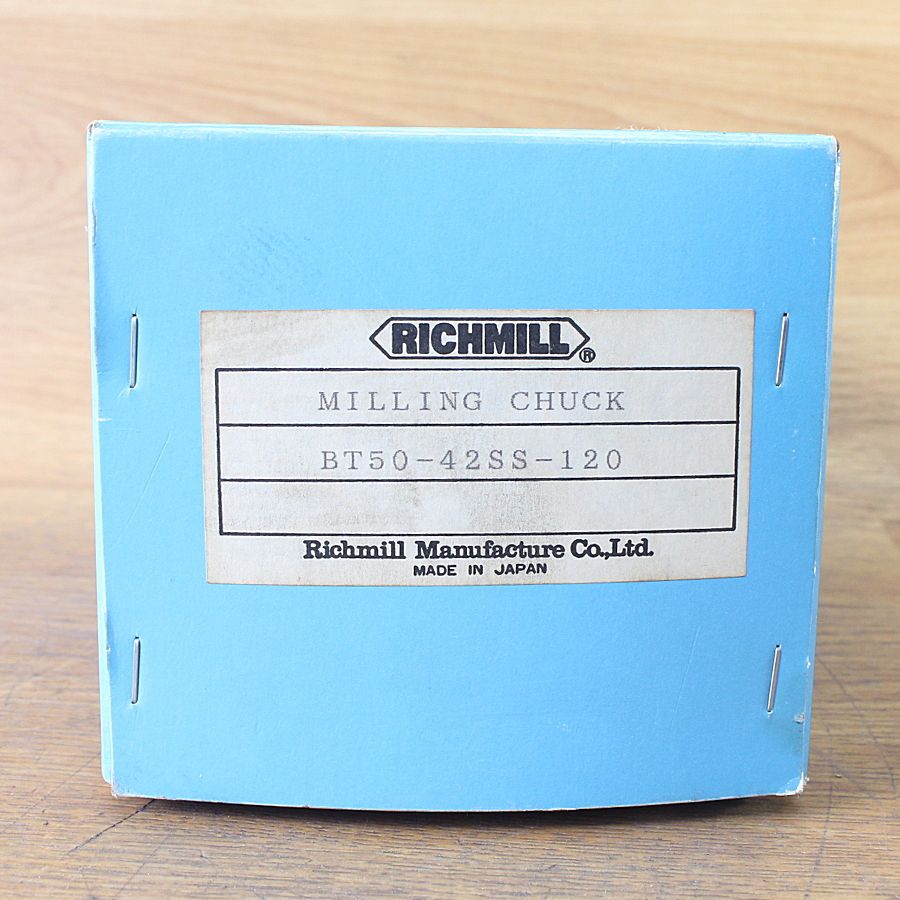 RICHMILL®
MILLING CHUCK
BT50-42SS-120
Richmill Manufacture Co.,Ltd.
MADE IN JAPAN